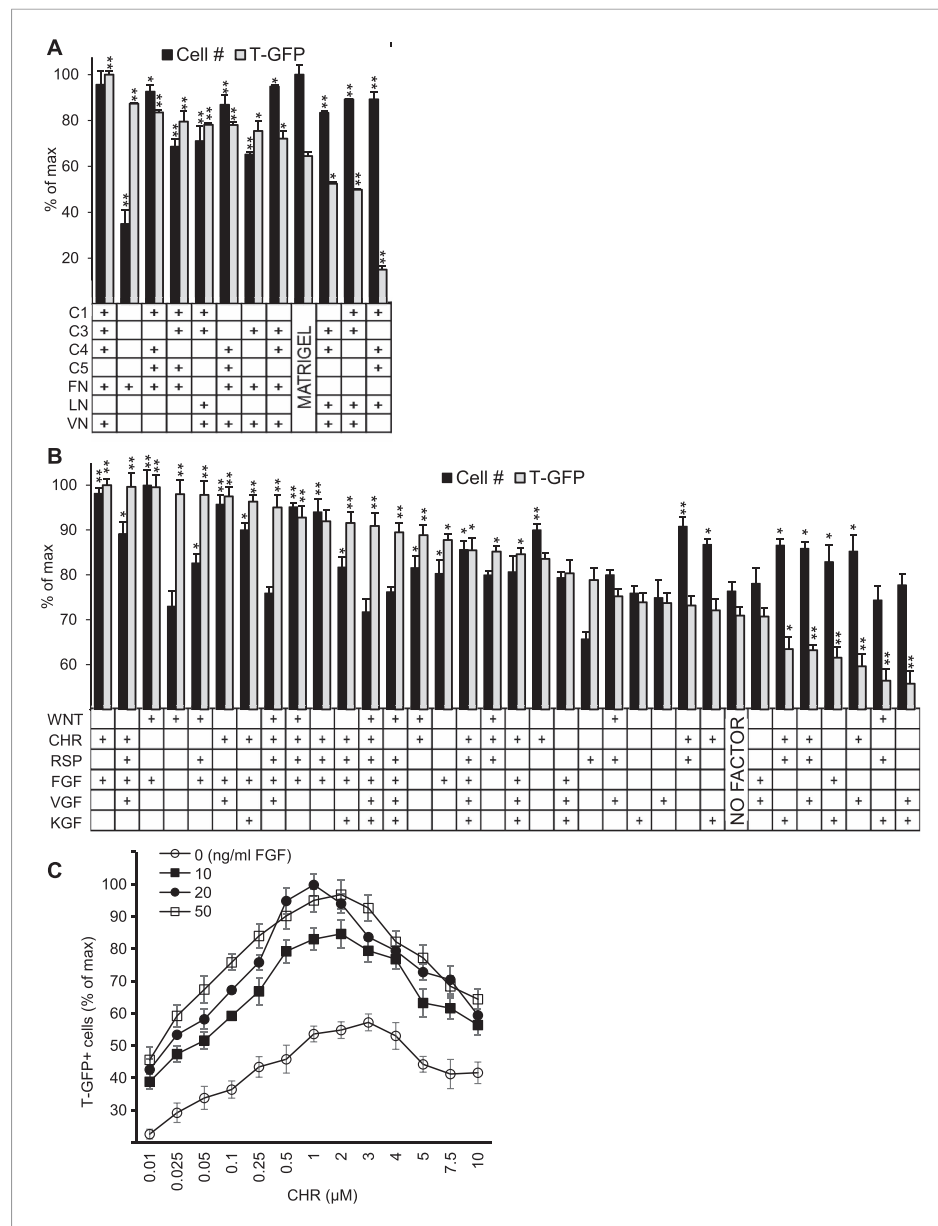 A
Cell # T-GFP
100
80
60
40
20
% of max
C1 + + + + + +
C3 + + + + + + +
C4 + + + + + +
C5 + + + +
FN + + + + + + +
LN + + + +
VN + + + + + + + +
MATRIGEL
B
Cell # T-GFP
100
90
80
70
60
% of max
WNT + + + + + + + + + + +
CHR + + + + + + + + + + + + + + + + + + +
RSP + + + + + + + + + + + + + + + +
FGF + + + + + + + + + + + + + + + + + +
VGF + + + + + + + + + + + + + +
KGF + + + + + + + + + + + + +
NO FACTOR
C
0 (ng/ml FGF)
10
20
50
100
90
80
70
60
50
40
30
T-GFP+ cells (% of max)
0.01 0.025 0.05 0.1 0.25 0.5 1 2 3 4 5 7.5 10
CHR (µM)